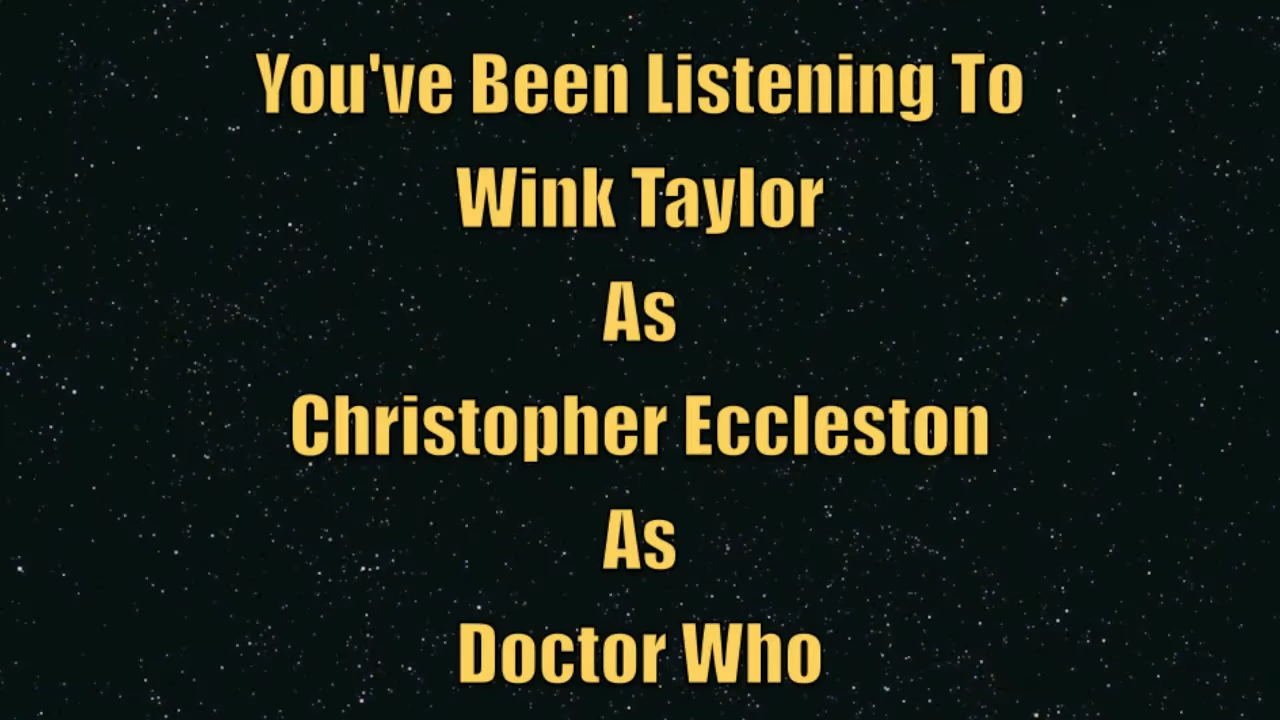 You've Been Listening To
Wink Taylor
As
Christopher Eccleston
As
Doctor Who